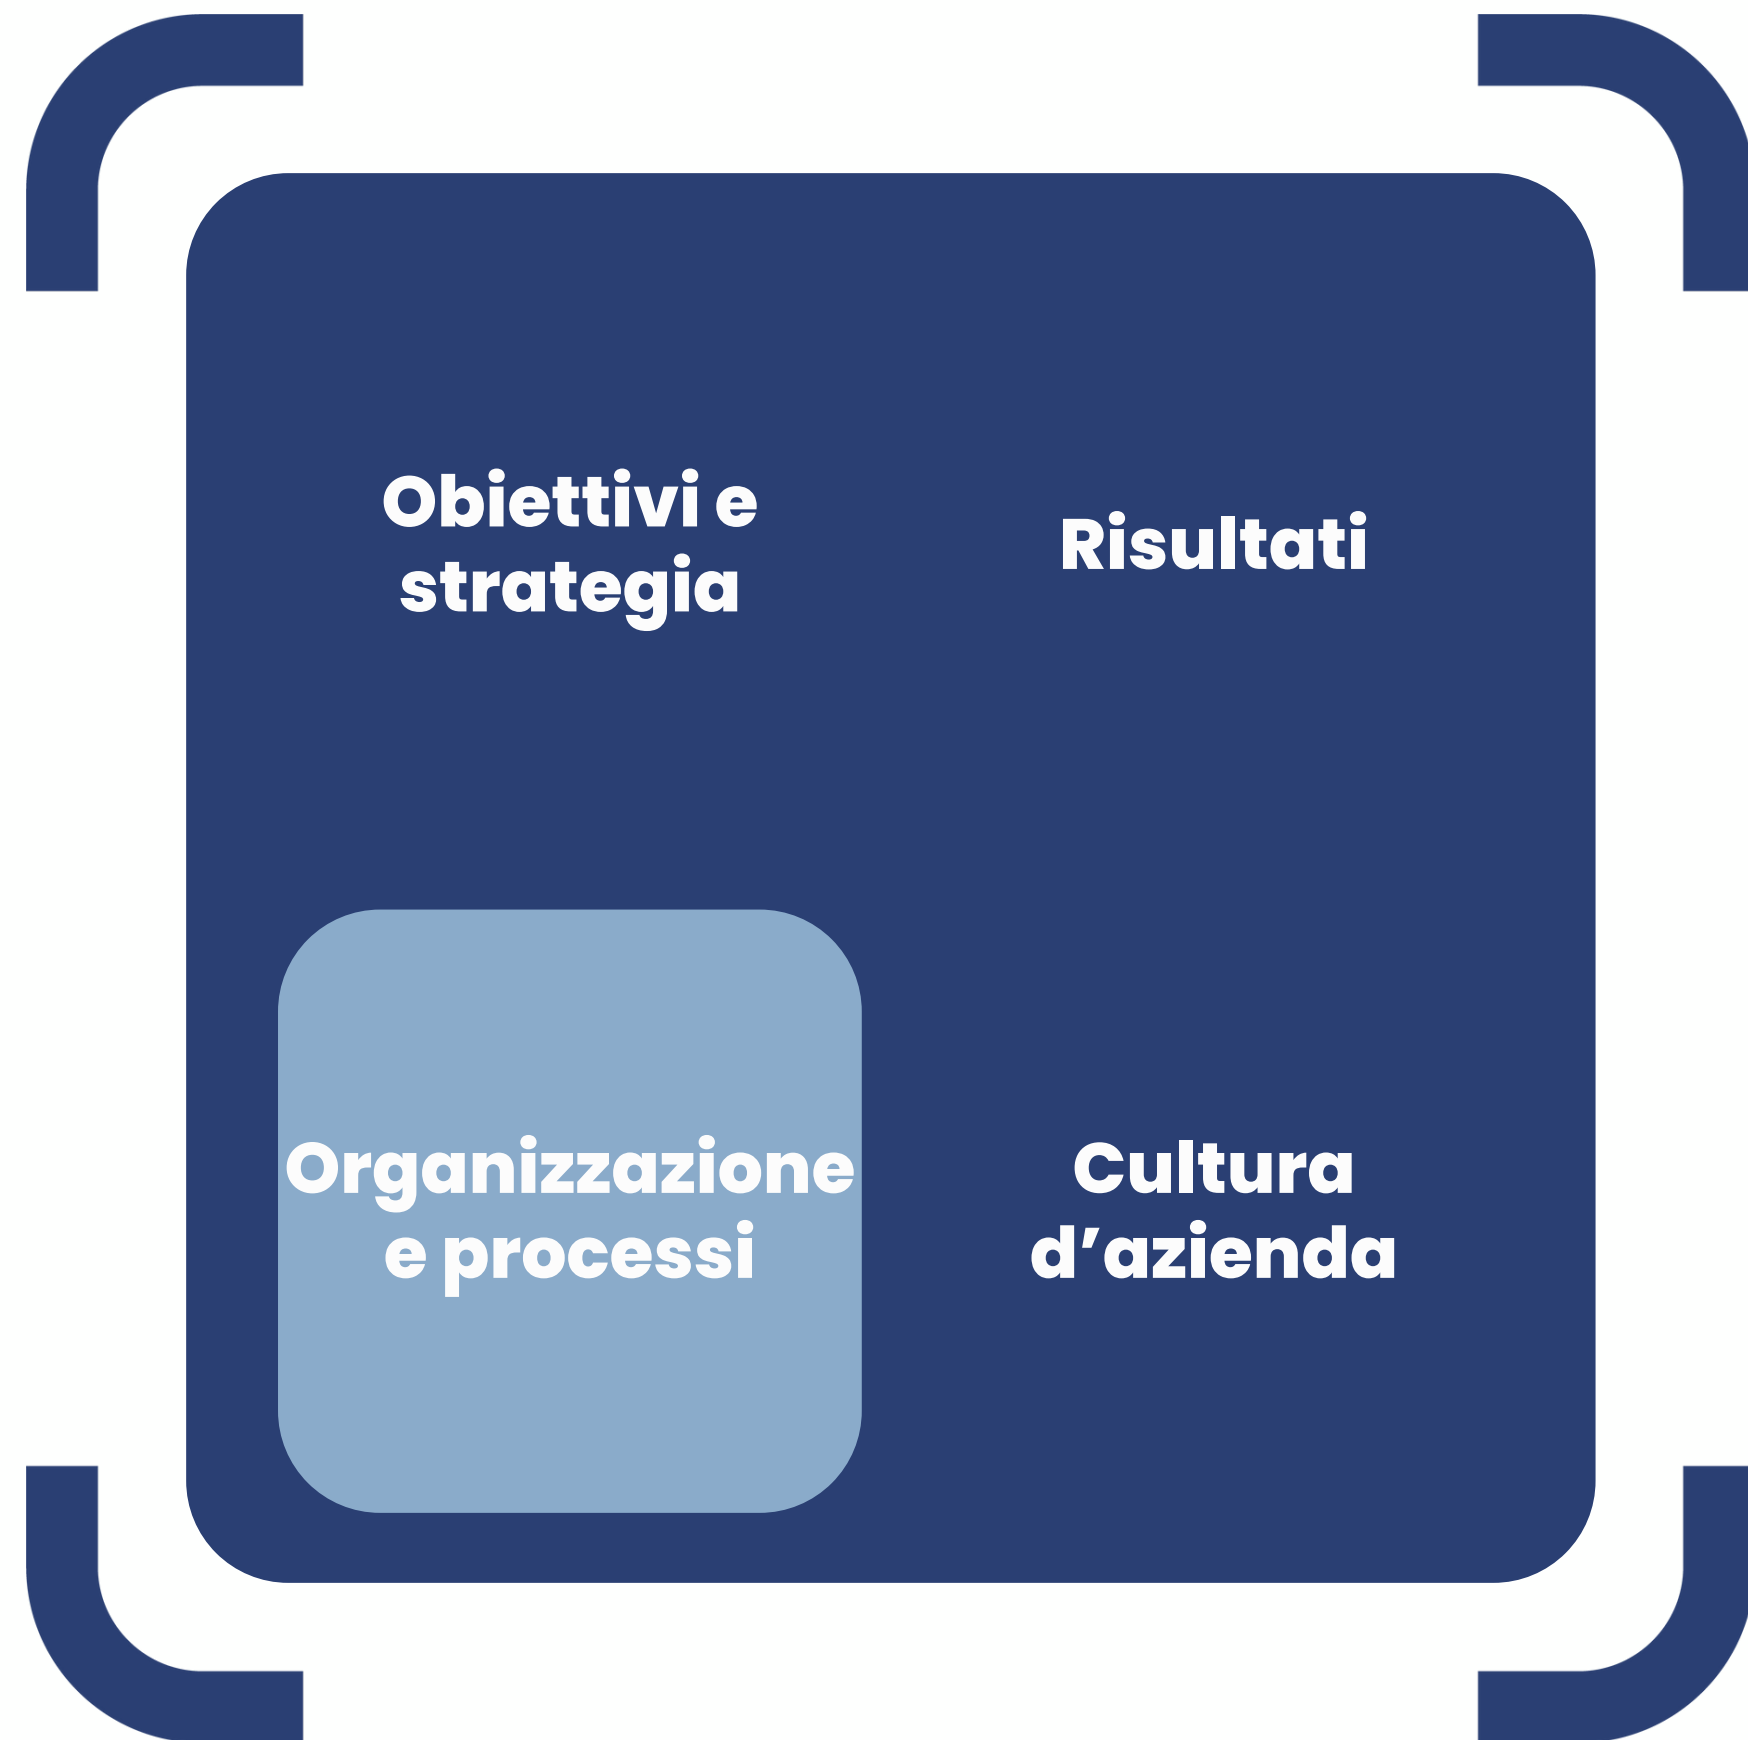 Obiettivi e
strategia
Risultati
Organizzazione
e processi
Cultura
d’azienda